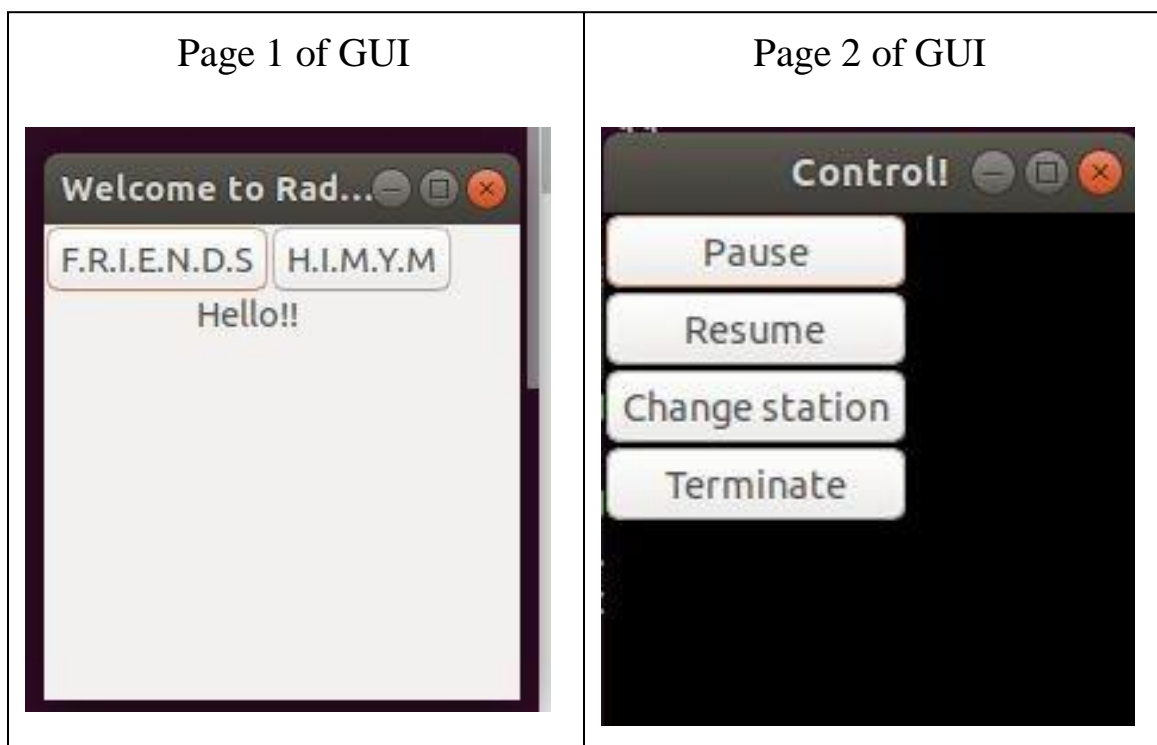 Page 1 of GUI
Page 2 of GUI
Welcome to Rad...
F.R.I.E.N.D.S
H.I.M.Y.M
Hello!!
Control!
Pause
Resume
Change station
Terminate